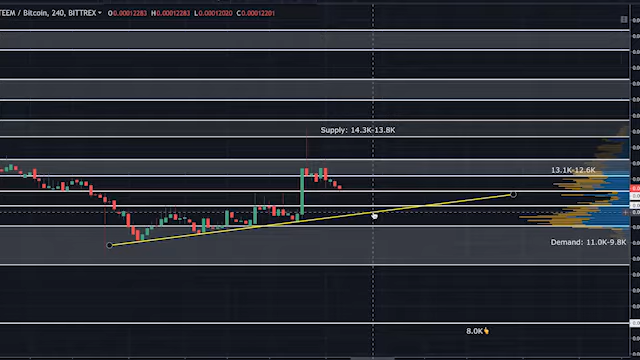 TEEM / Bitcoin, 240, BITTREX O0.00012283 H0.00012283 L0.00012020 C0.00012201
Supply: 14.3K-13.8K
13.1K-12.6K
Demand: 11.0K-9.8K
8.0K👆